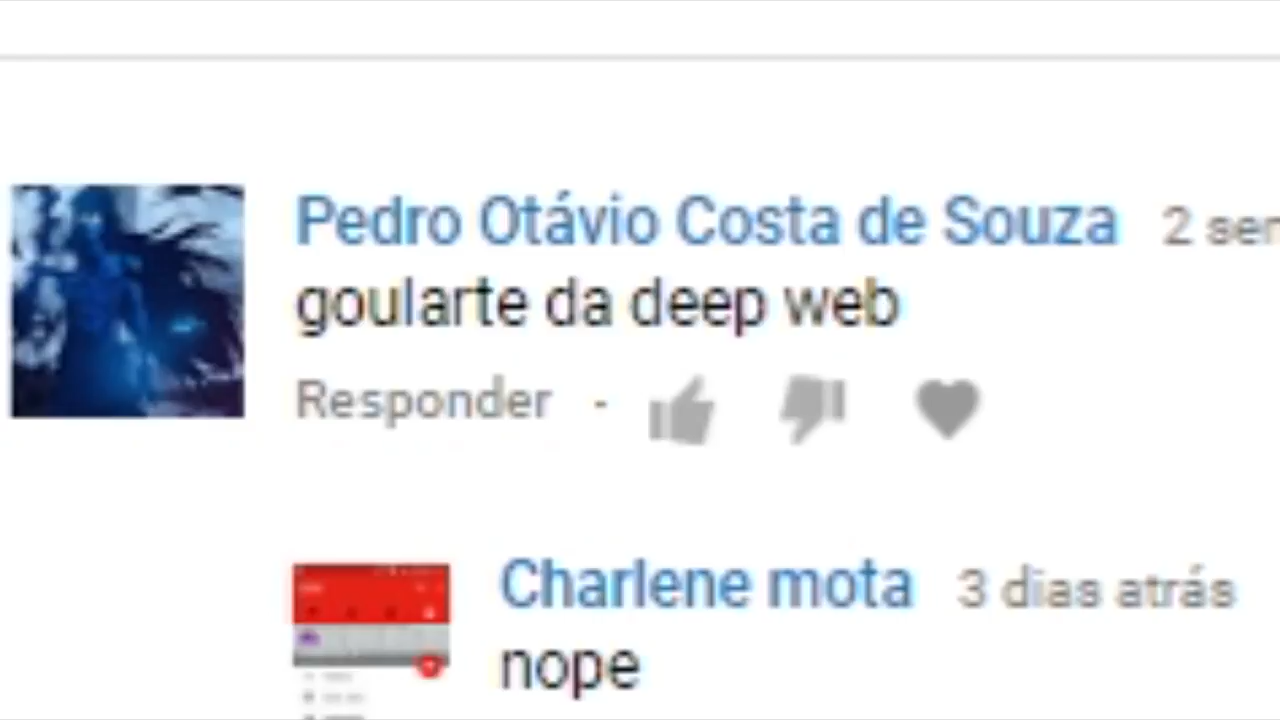 Pedro Otávio Costa de Souza 2 sem
goularte da deep web
Responder -
Charlene mota 3 dias atrás
nope